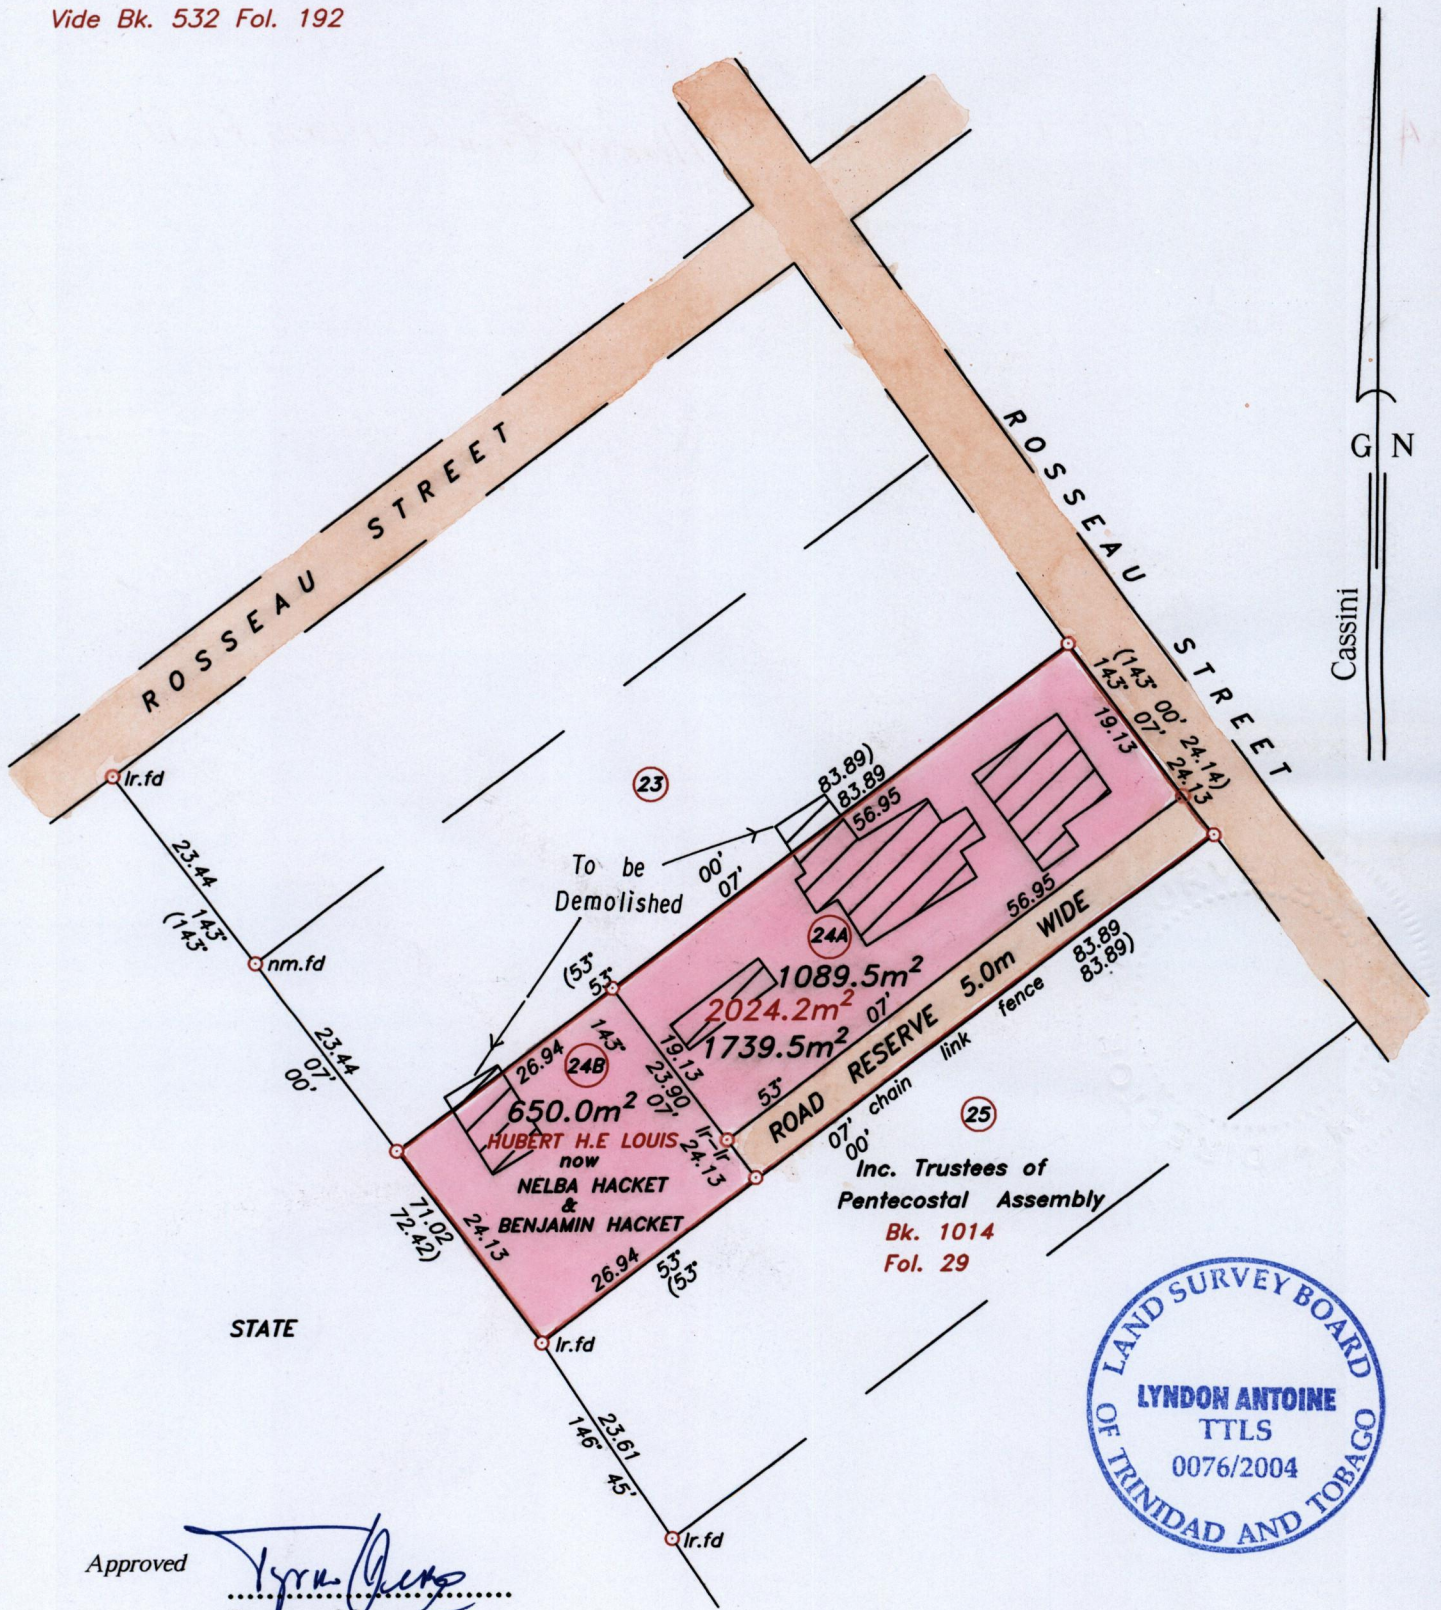 Vide Bk. 532 Fol. 192
ROSSEAU STREET
ROSSEAU STREET
G N
Cassini
(143° 00' 24.14)
143° 07' 24.13
19.13
Ir.fd
23
83.89)
83.89
56.95
00'
07'
(53°
53°
To be
Demolished
23.44
143°
(143°
nm.fd
23.44
07'
00'
24A
1089.5m²
2024.2m²
1739.5m²
56.95
53° 07'
ROAD RESERVE 5.0m WIDE
83.89
83.89)
chain link fence
07'
00'
53°
(53°
26.94
24B
143° 07'
19.13
23.90
Ir-Ir
24.13
650.0m²
HUBERT H.E LOUIS
now
NELBA HACKET
&
BENJAMIN HACKET
26.94
24.13
71.02
72.42)
25
Inc. Trustees of
Pentecostal Assembly
Bk. 1014
Fol. 29
STATE
Ir.fd
23.61
146° 45'
Ir.fd
LAND SURVEY BOARD
OF TRINIDAD AND TOBAGO
LYNDON ANTOINE
TTLS
0076/2004
Approved